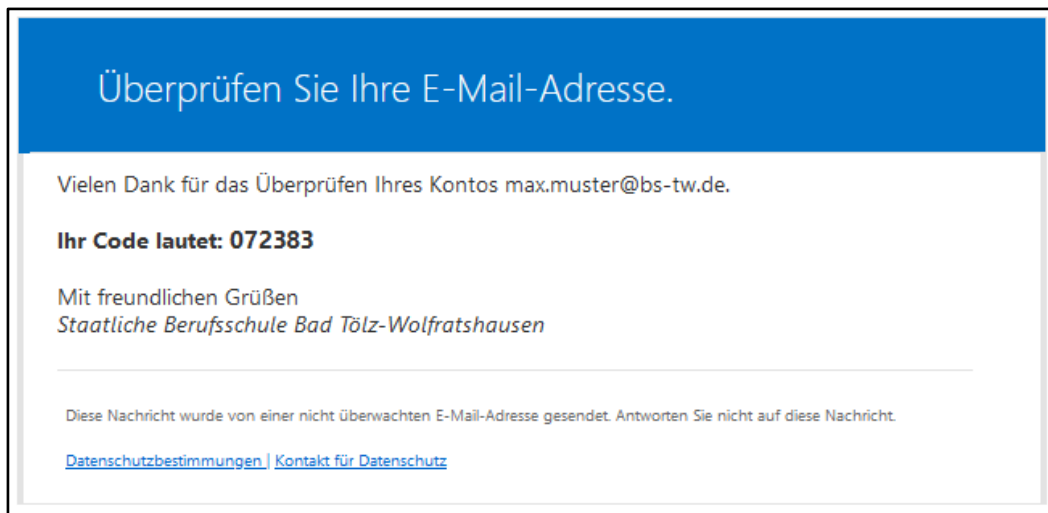 Überprüfen Sie Ihre E-Mail-Adresse.
Vielen Dank für das Überprüfen Ihres Kontos max.muster@bs-tw.de.
Ihr Code lautet: 072383
Mit freundlichen Grüßen
Staatliche Berufsschule Bad Tölz-Wolfratshausen
Diese Nachricht wurde von einer nicht überwachten E-Mail-Adresse gesendet. Antworten Sie nicht auf diese Nachricht.
Datenschutzbestimmungen | Kontakt für Datenschutz